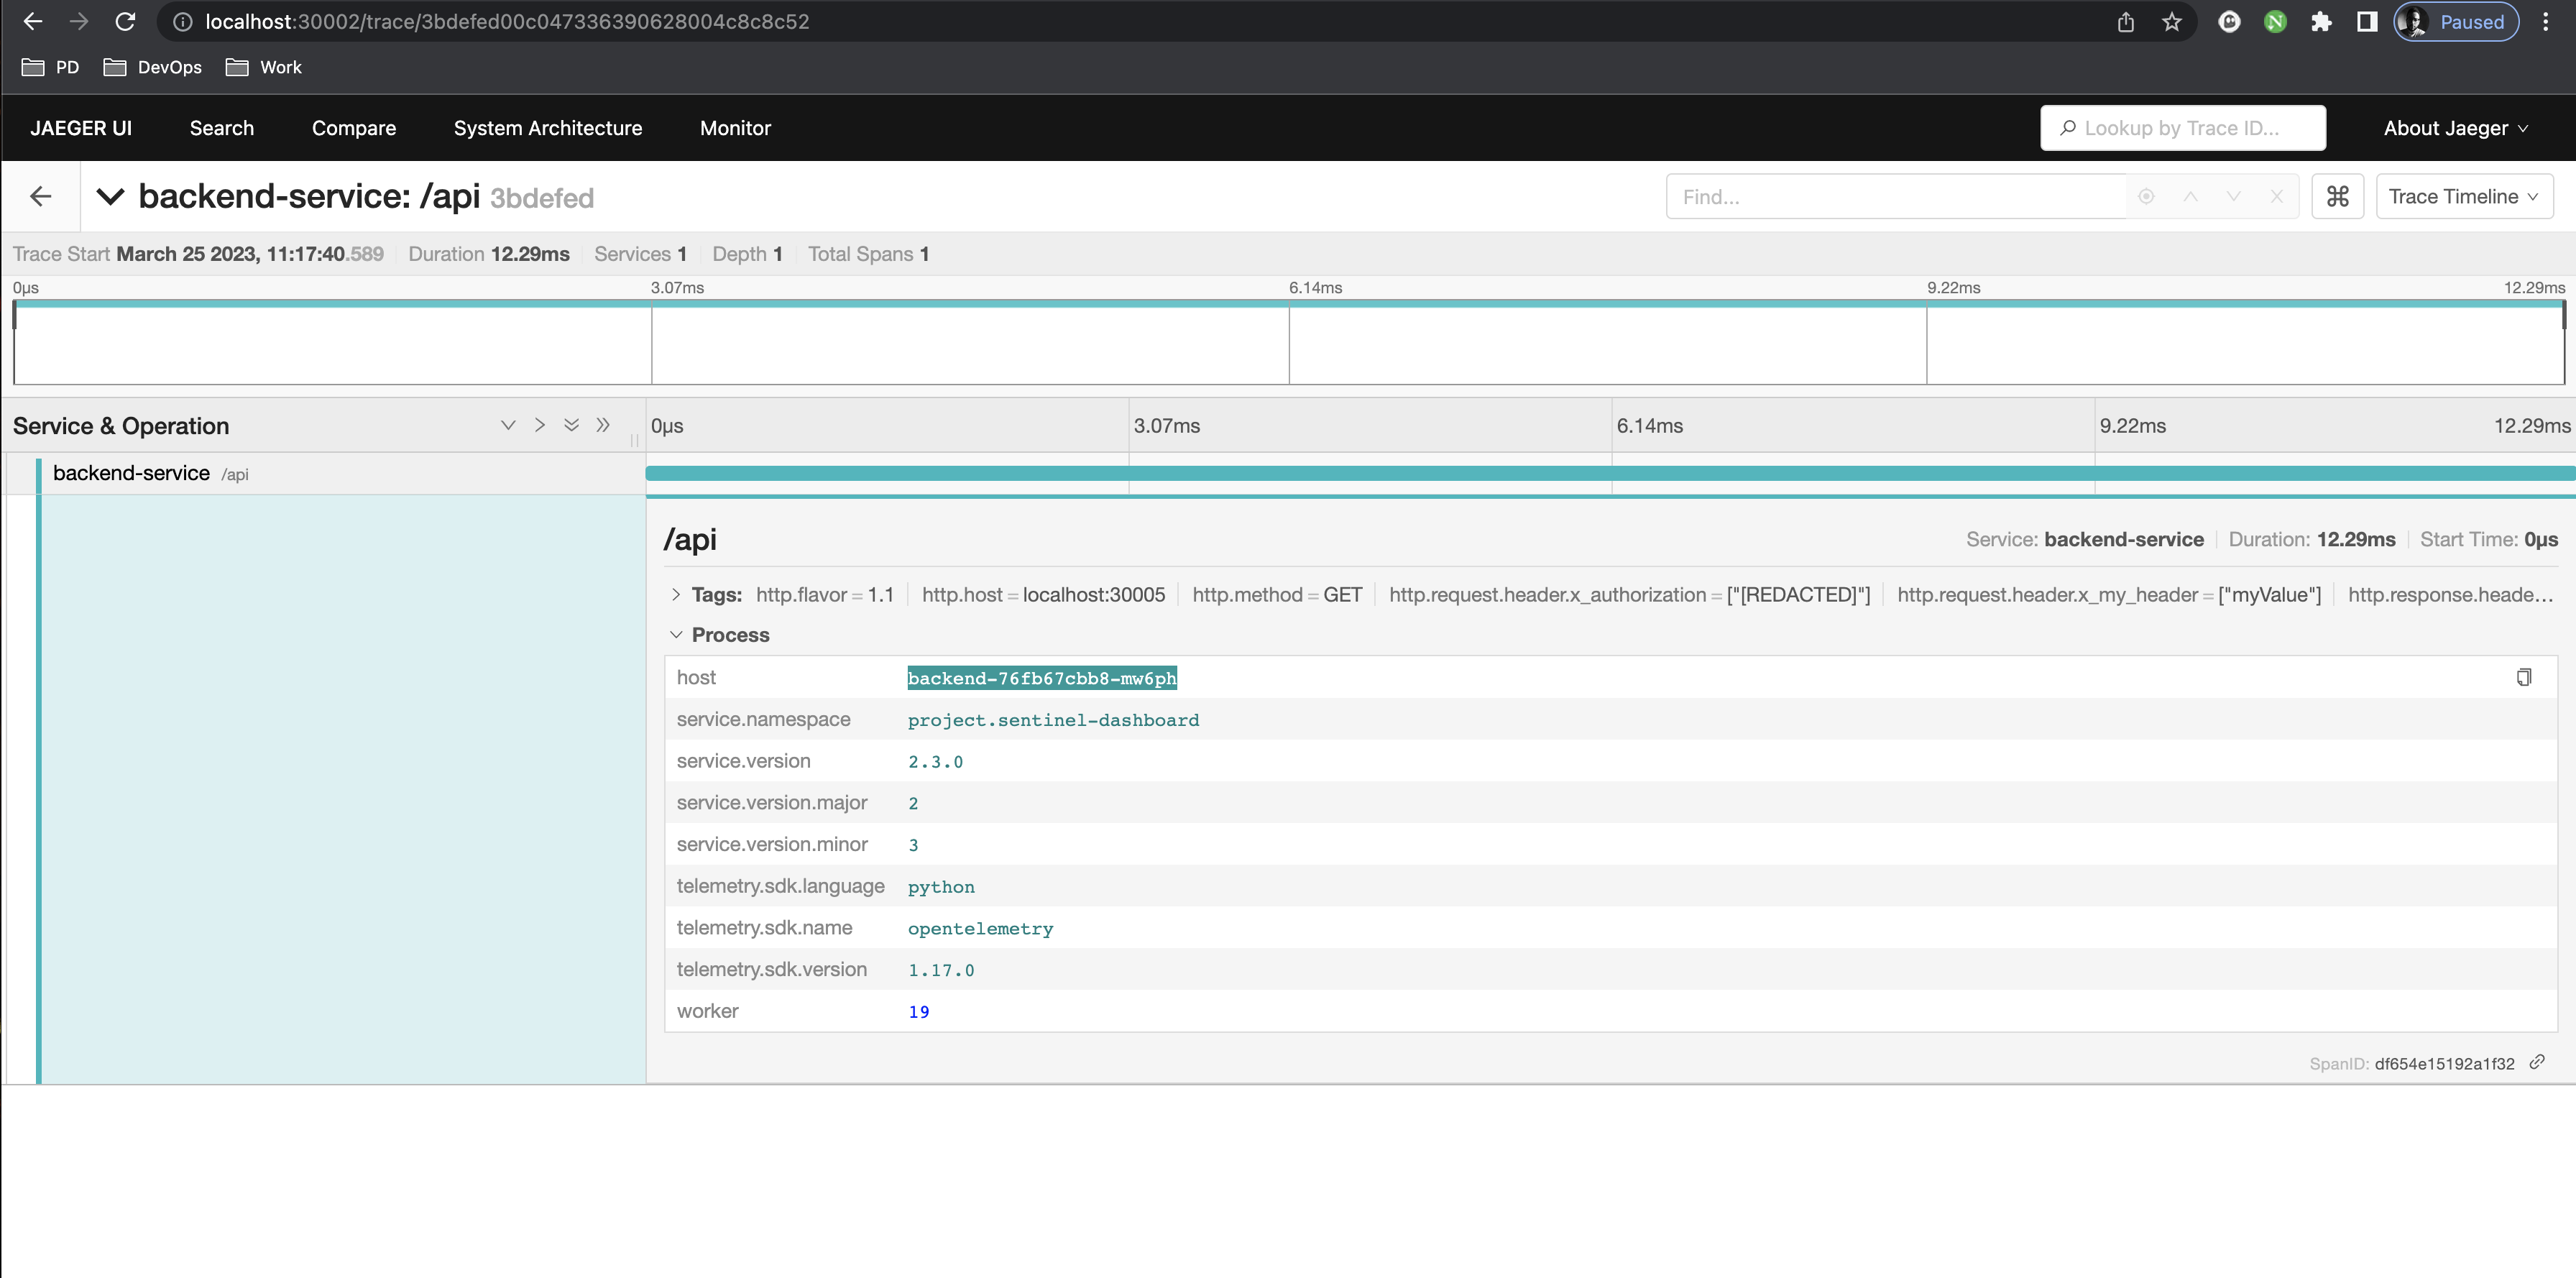 localhost:30002/trace/3bdefed00c047336390628004c8c8c52
Paused
PD DevOps Work
JAEGER UI Search Compare System Architecture Monitor Lookup by Trace ID... About Jaeger
backend-service: /api 3bdefed Find... ⌘ Trace Timeline
Trace Start March 25 2023, 11:17:40.589 Duration 12.29ms Services 1 Depth 1 Total Spans 1
0μs 3.07ms 6.14ms 9.22ms 12.29ms
Service & Operation 0μs 3.07ms 6.14ms 9.22ms 12.29ms
backend-service /api
/api Service: backend-service Duration: 12.29ms Start Time: 0μs
Tags: http.flavor = 1.1 http.host = localhost:30005 http.method = GET http.request.header.x_authorization = ["[REDACTED]"] http.request.header.x_my_header = ["myValue"] http.response.heade...
Process
host backend-76fb67cbb8-mw6ph
service.namespace project.sentinel-dashboard
service.version 2.3.0
service.version.major 2
service.version.minor 3
telemetry.sdk.language python
telemetry.sdk.name opentelemetry
telemetry.sdk.version 1.17.0
worker 19
SpanID: df654e15192a1f32